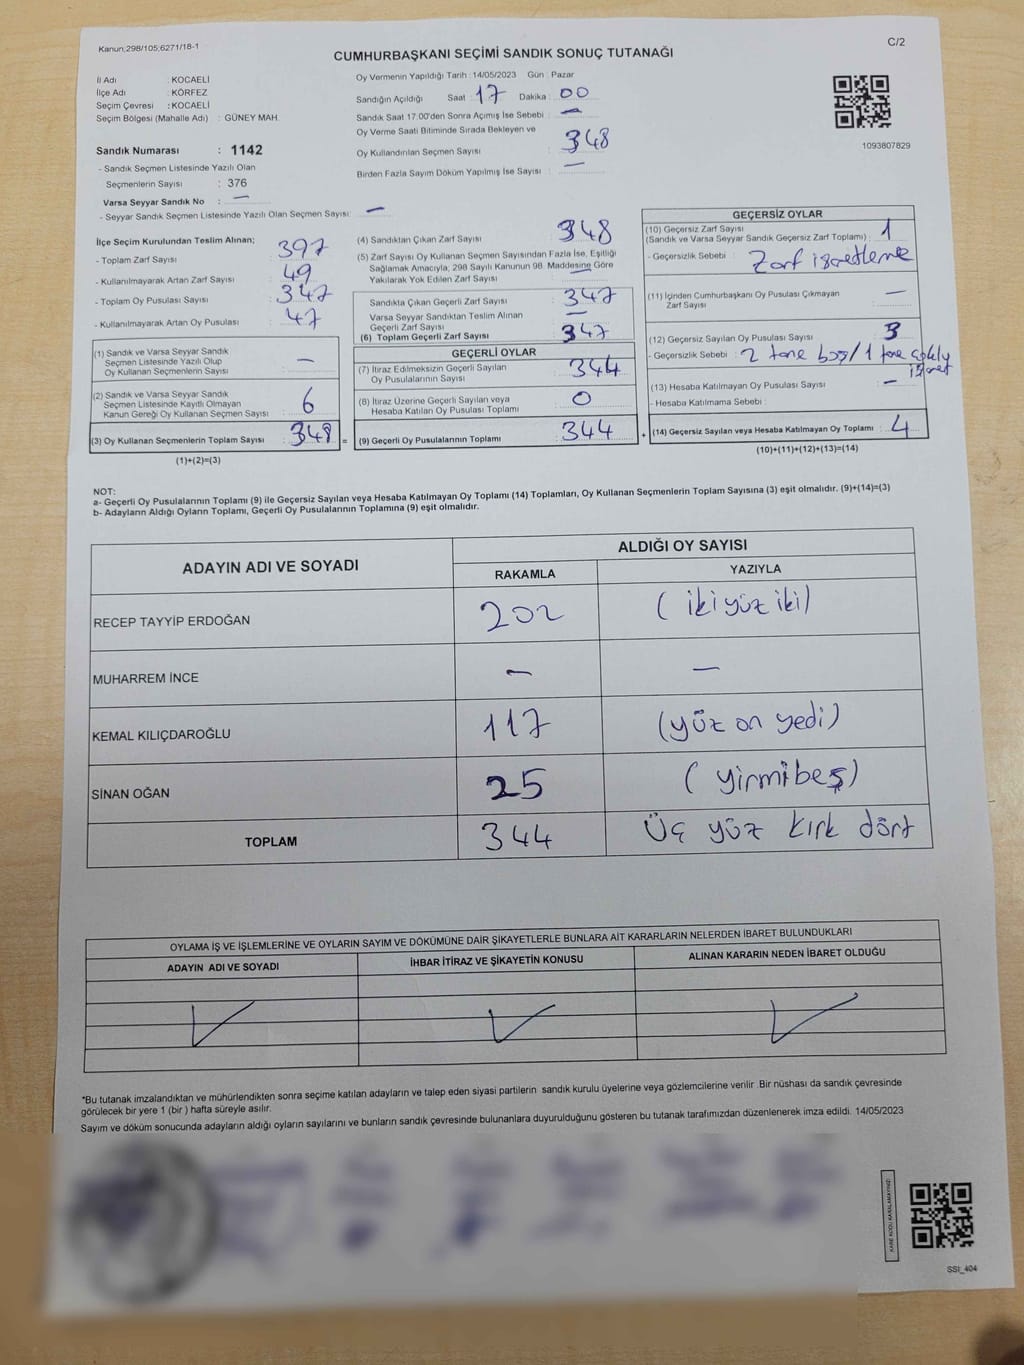 Kanun:298/105;6271/18-1
C/2
CUMHURBAŞKANI SEÇİMİ SANDIK SONUÇ TUTANAĞI
İl Adı : KOCAELİ
İlçe Adı : KÖRFEZ
Seçim Çevresi : KOCAELİ
Seçim Bölgesi (Mahalle Adı) : GÜNEY MAH.
Sandık Numarası : 1142
- Sandık Seçmen Listesinde Yazılı Olan
Seçmenlerin Sayısı : 376
Varsa Seyyar Sandık No : —
- Seyyar Sandık Seçmen Listesinde Yazılı Olan Seçmen Sayısı: —
Oy Vermenin Yapıldığı Tarih : 14/05/2023 Gün : Pazar
Sandığın Açıldığı Saat : 17 Dakika : 00
Sandık Saat 17:00'den Sonra Açımış İse Sebebi : —
Oy Verme Saati Bitiminde Sırada Bekleyen ve
Oy Kullandırılan Seçmen Sayısı : 348
Birden Fazla Sayım Döküm Yapılmış İse Sayısı : —
1093807829
İlçe Seçim Kurulundan Teslim Alınan;
- Toplam Zarf Sayısı : 397
- Kullanılmayarak Artan Zarf Sayısı : 49
- Toplam Oy Pusulası Sayısı : 347
- Kullanılmayarak Artan Oy Pusulası : 47
(1) Sandık ve Varsa Seyyar Sandık
Seçmen Listesinde Yazılı Olup
Oy Kullanan Seçmenlerin Sayısı : —
(2) Sandık ve Varsa Seyyar Sandık
Seçmen Listesinde Kayıtlı Olmayan
Kanun Gereği Oy Kullanan Seçmen Sayısı : 6
(3) Oy Kullanan Seçmenlerin Toplam Sayısı : 348 =
(1)+(2)=(3)
(4) Sandıktan Çıkan Zarf Sayısı : 348
(5) Zarf Sayısı Oy Kullanan Seçmen Sayısından Fazla İse, Eşitliği
Sağlamak Amacıyla, 298 Sayılı Kanunun 98. Maddesine Göre
Yakılarak Yok Edilen Zarf Sayısı : —
Sandıkta Çıkan Geçerli Zarf Sayısı : 347
Varsa Seyyar Sandıktan Teslim Alınan
Geçerli Zarf Sayısı : —
(6) Toplam Geçerli Zarf Sayısı : 347
GEÇERLİ OYLAR
(7) İtiraz Edilmeksizin Geçerli Sayılan
Oy Pusulalarının Sayısı : 344
(8) İtiraz Üzerine Geçerli Sayılan veya
Hesaba Katılan Oy Pusulası Toplamı : 0
(9) Geçerli Oy Pusulalarının Toplamı : 344 +
GEÇERSİZ OYLAR
(10) Geçersiz Zarf Sayısı
(Sandık ve Varsa Seyyar Sandık Geçersiz Zarf Toplamı) : 1
- Geçersizlik Sebebi : Zarf işaretleme
(11) İçinden Cumhurbaşkanı Oy Pusulası Çıkmayan
Zarf Sayısı : —
(12) Geçersiz Sayılan Oy Pusulası Sayısı : 3
- Geçersizlik Sebebi : 2 tane boş/1 tane
işaret
(13) Hesaba Katılmayan Oy Pusulası Sayısı : —
- Hesaba Katılmama Sebebi :
(14) Geçersiz Sayılan veya Hesaba Katılmayan Oy Toplamı : 4
(10)+(11)+(12)+(13)=(14)
NOT:
a- Geçerli Oy Pusulalarının Toplamı (9) ile Geçersiz Sayılan veya Hesaba Katılmayan Oy Toplamı (14) Toplamları, Oy Kullanan Seçmenlerin Toplam Sayısına (3) eşit olmalıdır. (9)+(14)=(3)
b- Adayların Aldığı Oyların Toplamı, Geçerli Oy Pusulalarının Toplamına (9) eşit olmalıdır.
ADAYIN ADI VE SOYADI
ALDIĞI OY SAYISI
RAKAMLA YAZIYLA
RECEP TAYYİP ERDOĞAN 202 (ikiyüz iki)
MUHARREM İNCE — —
KEMAL KILIÇDAROĞLU 117 (yüz on yedi)
SİNAN OĞAN 25 (yirmibeş)
TOPLAM 344 Üç yüz kırk dört
OYLAMA İŞ VE İŞLEMLERİNE VE OYLARIN SAYIM VE DÖKÜMÜNE DAİR ŞİKAYETLERLE BUNLARA AİT KARARLARIN NELERDEN İBARET BULUNDUKLARI
ADAYIN ADI VE SOYADI İHBAR İTİRAZ VE ŞİKAYETİN KONUSU ALINAN KARARIN NEDEN İBARET OLDUĞU
*Bu tutanak imzalandıktan ve mühürlendikten sonra seçime katılan adayların ve talep eden siyasi partilerin sandık kurulu üyelerine veya gözlemcilerine verilir .Bir nüshası da sandık çevresinde
görülecek bir yere 1 (bir ) hafta süreyle asılır.
Sayım ve döküm sonucunda adayların aldığı oyların sayılarını ve bunların sandık çevresinde bulunanlara duyurulduğunu gösteren bu tutanak tarafımızdan düzenlenerek imza edildi. 14/05/2023
KARE KODU KARALAMAYINIZ!
SSİ_404